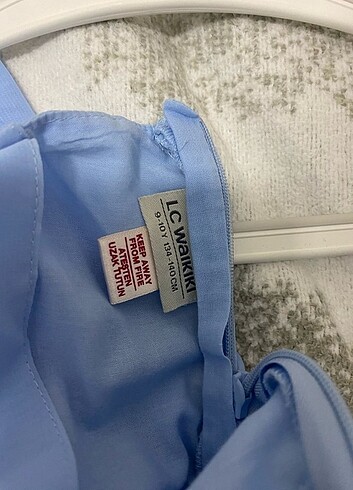 LC WAIKIKI
9-10Y 134-140CM
KEEP AWAY
FROM FIRE
ATEŞTEN
UZAK TUTUN